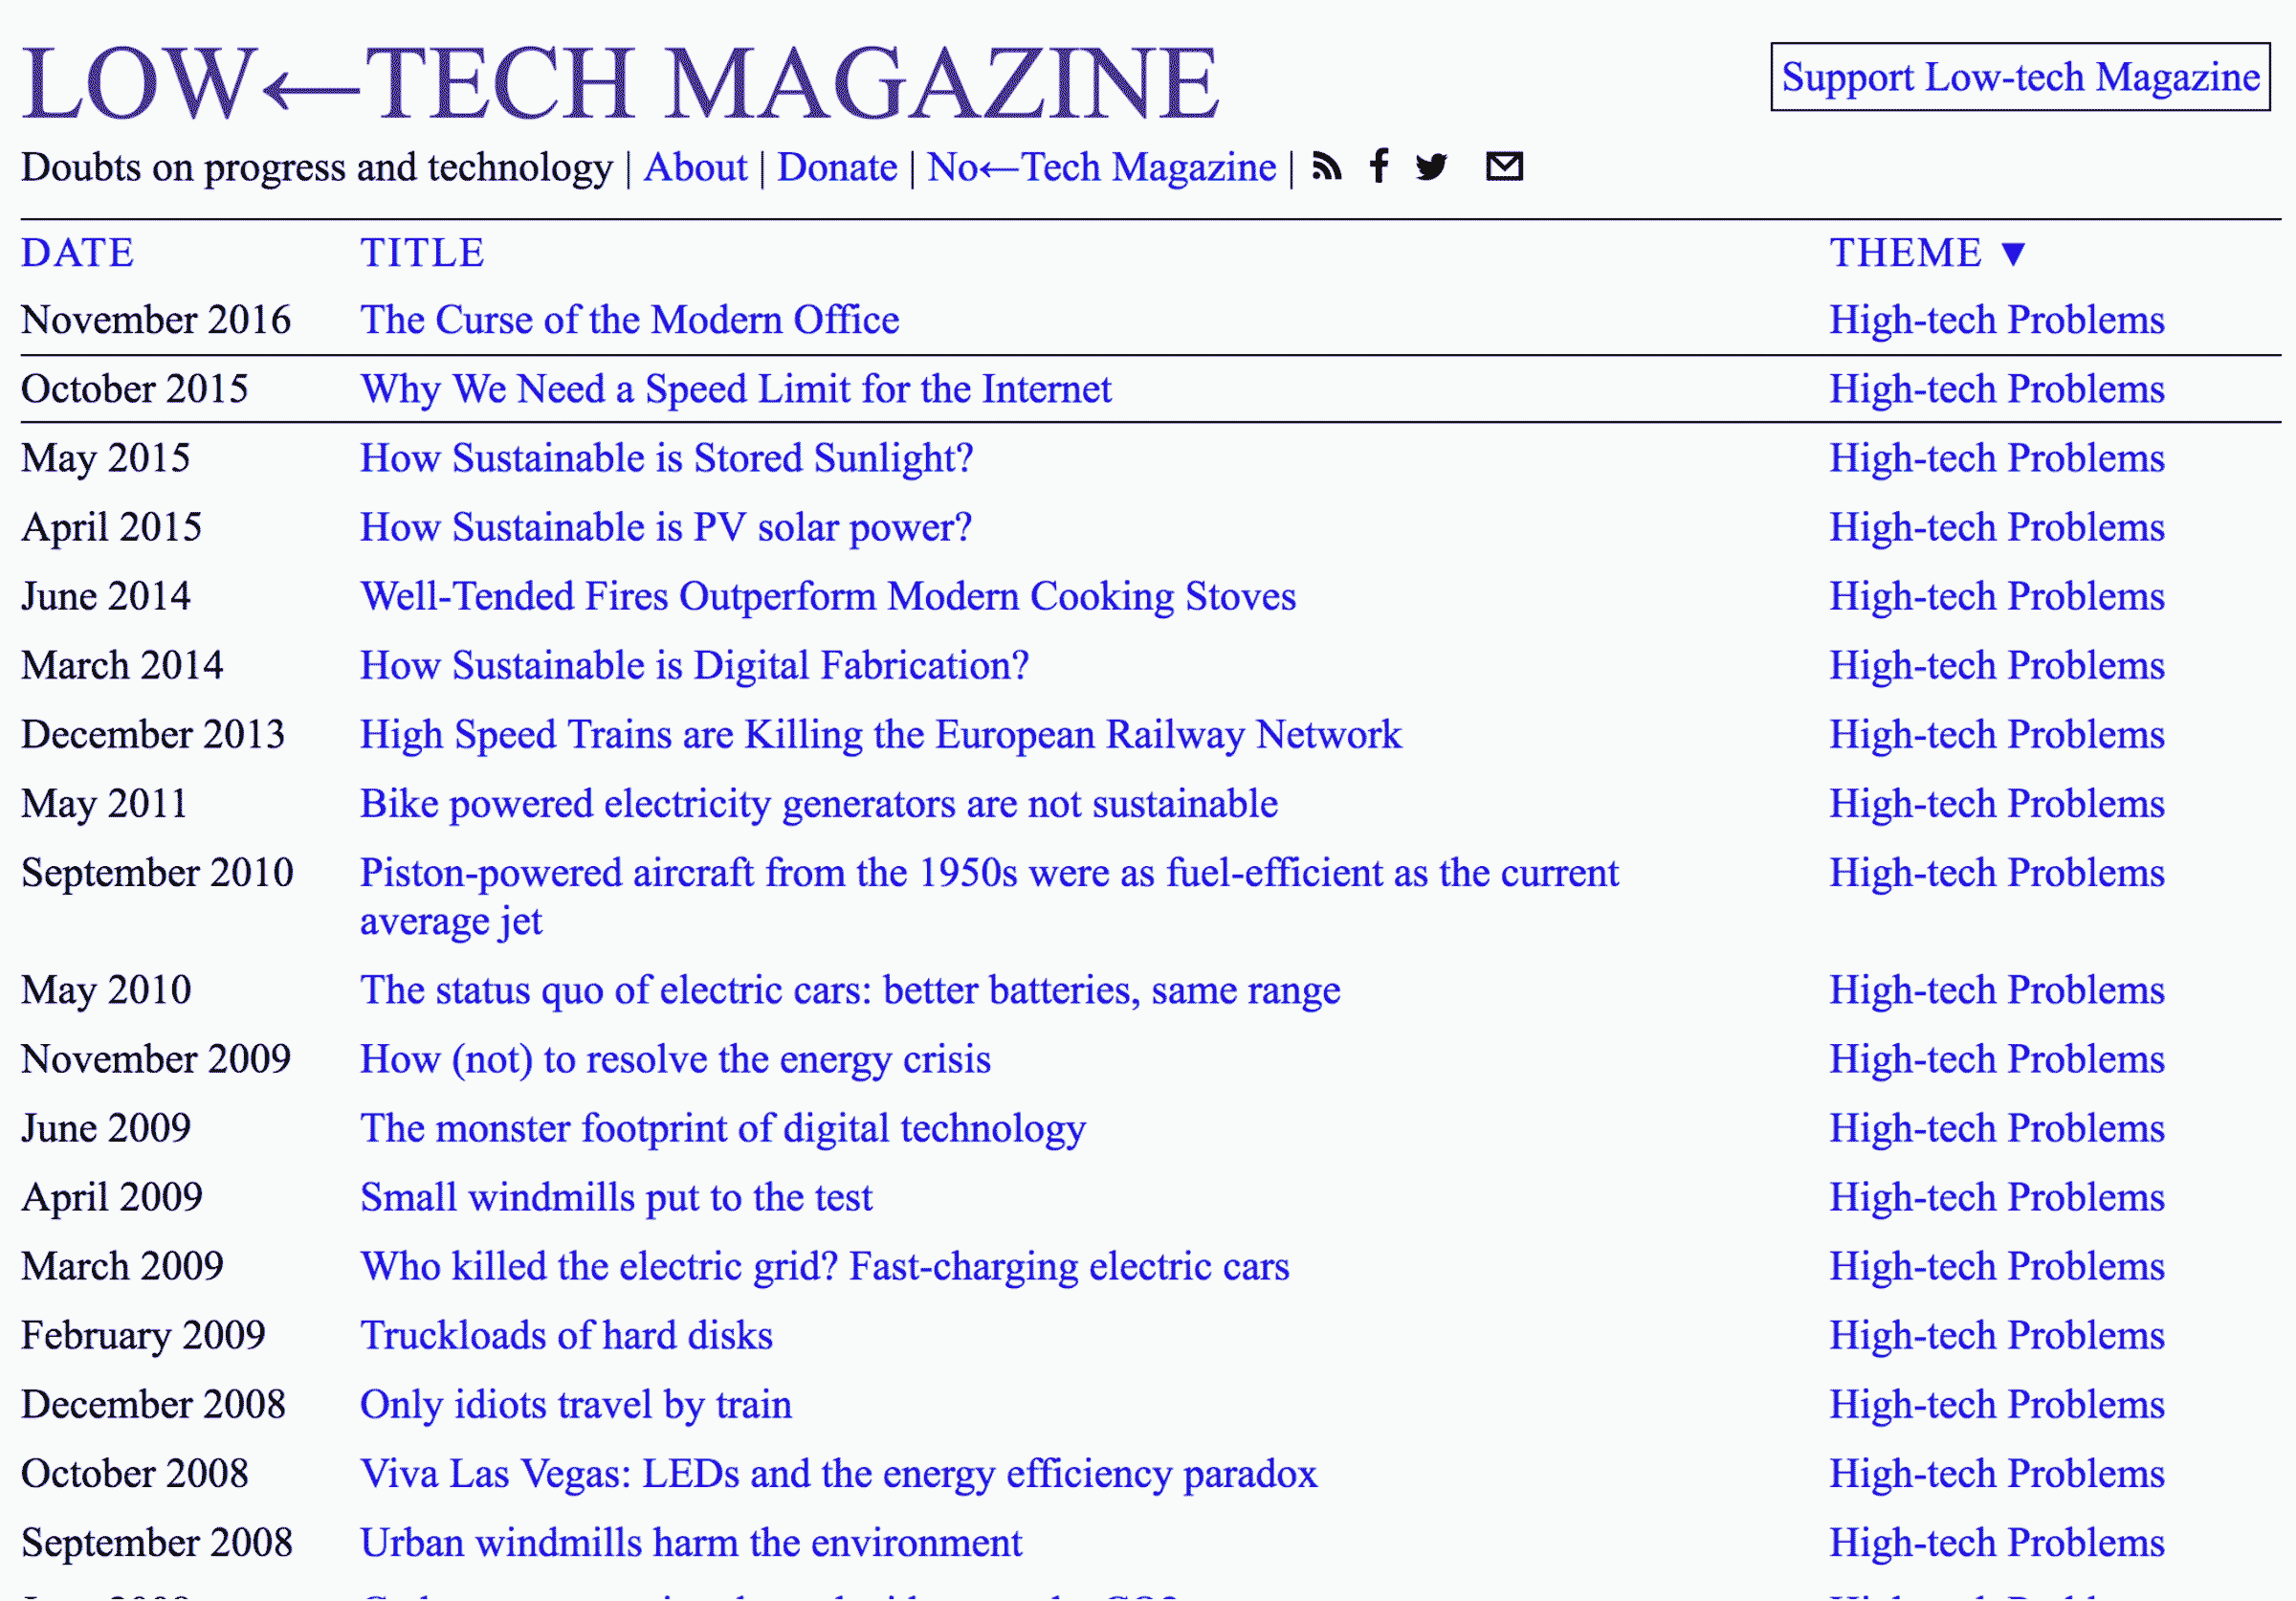 LOW←TECH MAGAZINE
Support Low-tech Magazine
Doubts on progress and technology | About | Donate | No←Tech Magazine |
DATE TITLE THEME ▼
November 2016 The Curse of the Modern Office High-tech Problems
October 2015 Why We Need a Speed Limit for the Internet High-tech Problems
May 2015 How Sustainable is Stored Sunlight? High-tech Problems
April 2015 How Sustainable is PV solar power? High-tech Problems
June 2014 Well-Tended Fires Outperform Modern Cooking Stoves High-tech Problems
March 2014 How Sustainable is Digital Fabrication? High-tech Problems
December 2013 High Speed Trains are Killing the European Railway Network High-tech Problems
May 2011 Bike powered electricity generators are not sustainable High-tech Problems
September 2010 Piston-powered aircraft from the 1950s were as fuel-efficient as the current High-tech Problems
average jet
May 2010 The status quo of electric cars: better batteries, same range High-tech Problems
November 2009 How (not) to resolve the energy crisis High-tech Problems
June 2009 The monster footprint of digital technology High-tech Problems
April 2009 Small windmills put to the test High-tech Problems
March 2009 Who killed the electric grid? Fast-charging electric cars High-tech Problems
February 2009 Truckloads of hard disks High-tech Problems
December 2008 Only idiots travel by train High-tech Problems
October 2008 Viva Las Vegas: LEDs and the energy efficiency paradox High-tech Problems
September 2008 Urban windmills harm the environment High-tech Problems